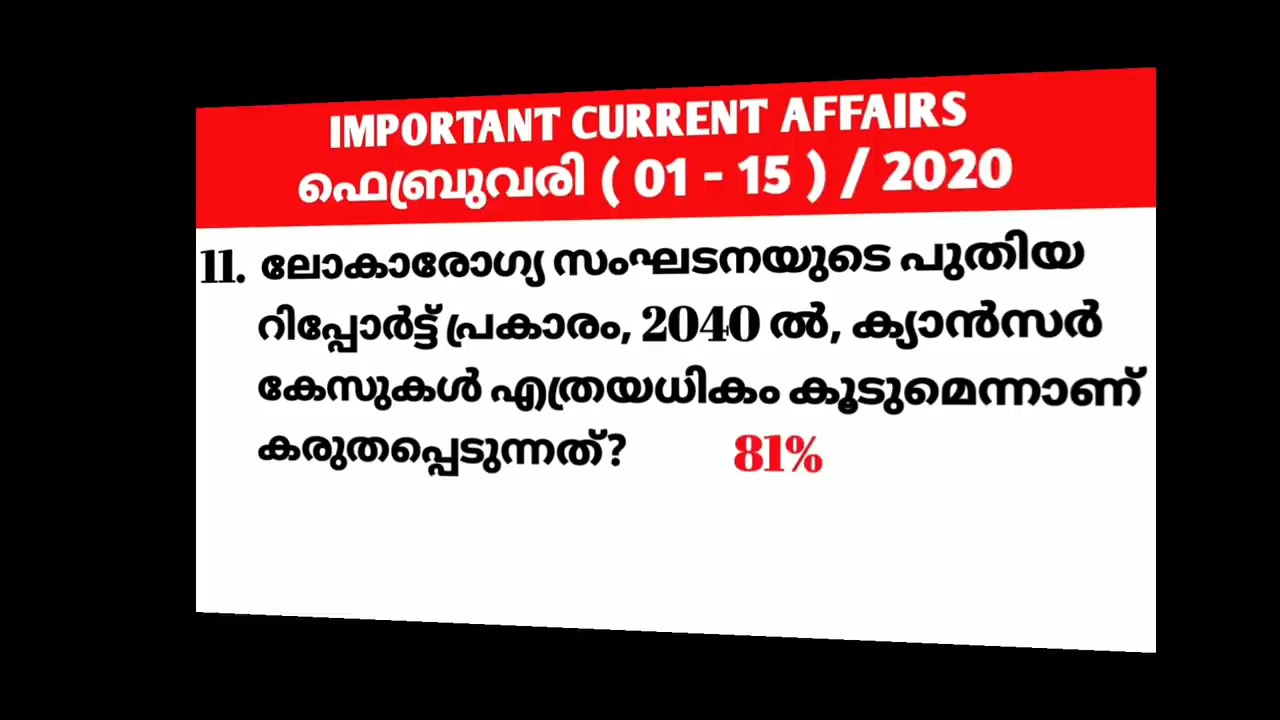 IMPORTANT CURRENT AFFAIRS
ഫെബ്രുവരി ( 01 - 15 ) / 2020
11. ലോകാരോഗ്യ സംഘടനയുടെ പുതിയ
റിപ്പോർട്ട് പ്രകാരം, 2040 ൽ, ക്യാൻസർ
കേസുകൾ എത്രയധികം കൂടുമെന്നാണ്
കരുതപ്പെടുന്നത്? 81%